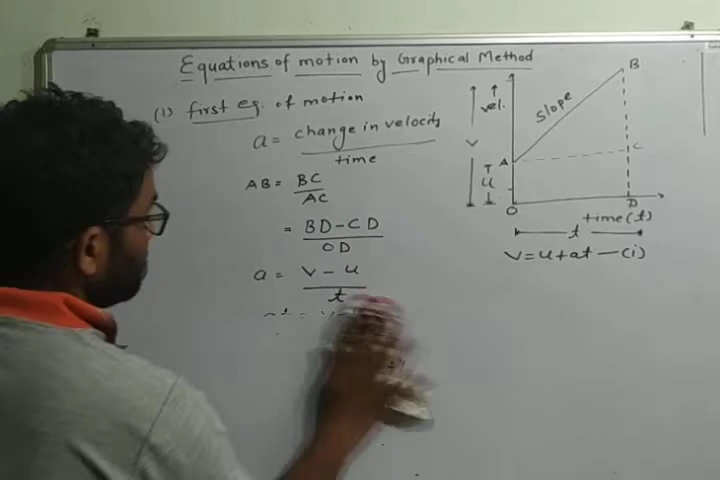 Equations of motion by Graphical Method
(1) first eq. of motion
a = change in velocity
time
AB = BC
AC
= BD-CD
OD
a = v - u
t
vel.
slope
B
v
A
C
u
O
D
time(t)
t
v=u+at —(i)